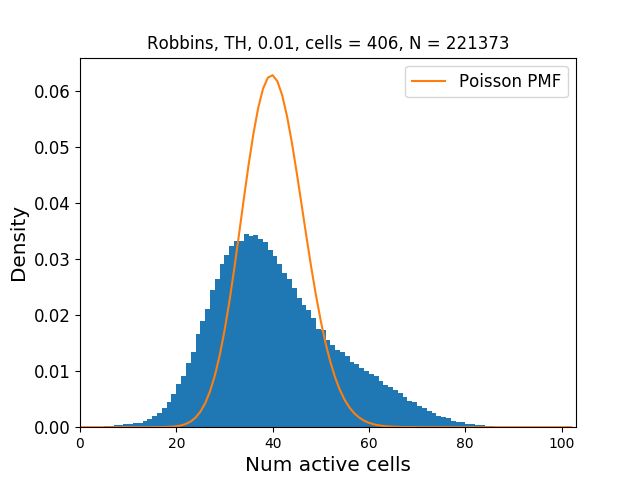 Robbins, TH, 0.01, cells = 406, N = 221373
Poisson PMF
0.06
0.05
0.04
0.03
0.02
0.01
0.00
Density
0 20 40 60 80 100
Num active cells